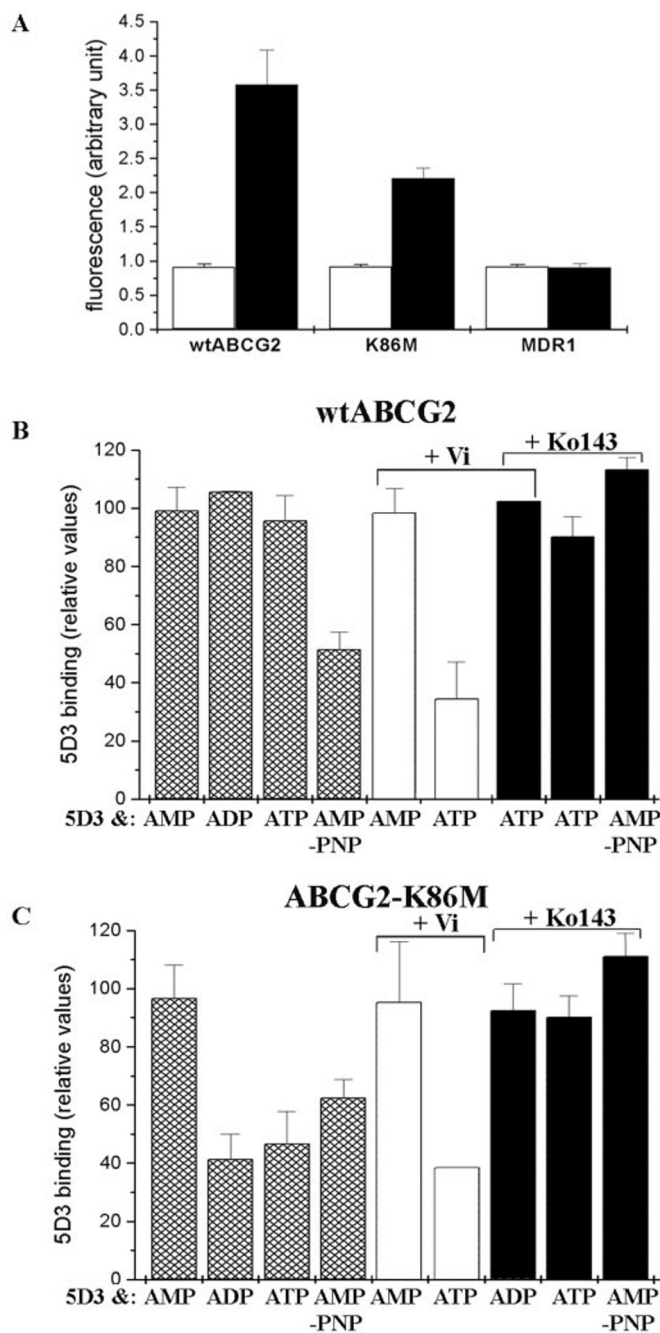 A
fluorescence (arbitrary unit)
4.5
4.0
3.5
3.0
2.5
2.0
1.5
1.0
0.5
0.0
wtABCG2 K86M MDR1
wtABCG2
B
+ Vi + Ko143
5D3 binding (relative values)
120
100
80
60
40
20
0
5D3 &: AMP ADP ATP AMP AMP ATP ATP ATP AMP
-PNP -PNP
ABCG2-K86M
C
+ Vi + Ko143
5D3 binding (relative values)
120
100
80
60
40
20
0
5D3 &: AMP ADP ATP AMP AMP ATP ADP ATP AMP
-PNP -PNP